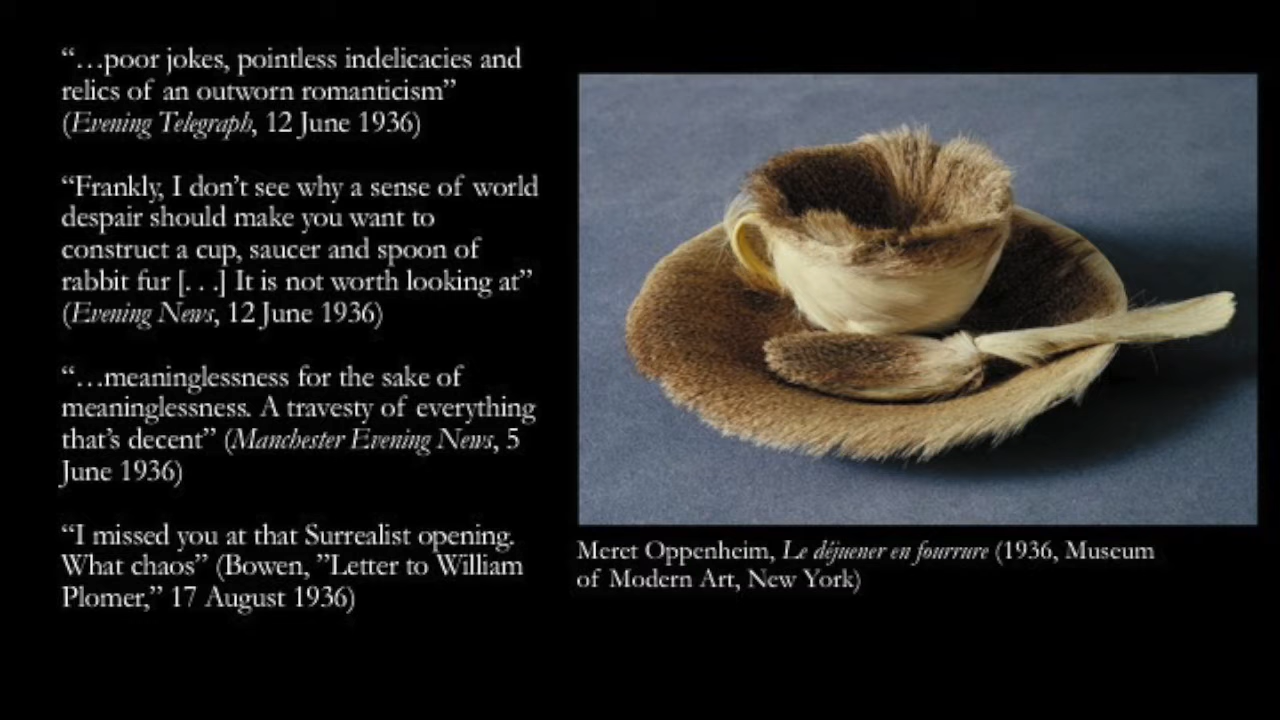 “…poor jokes, pointless indelicacies and
relics of an outworn romanticism”
(Evening Telegraph, 12 June 1936)
“Frankly, I don’t see why a sense of world
despair should make you want to
construct a cup, saucer and spoon of
rabbit fur [. . .] It is not worth looking at”
(Evening News, 12 June 1936)
“…meaninglessness for the sake of
meaninglessness. A travesty of everything
that’s decent” (Manchester Evening News, 5
June 1936)
“I missed you at that Surrealist opening.
What chaos” (Bowen, ”Letter to William
Plomer,” 17 August 1936)
Meret Oppenheim, Le déjuener en fourrure (1936, Museum
of Modern Art, New York)